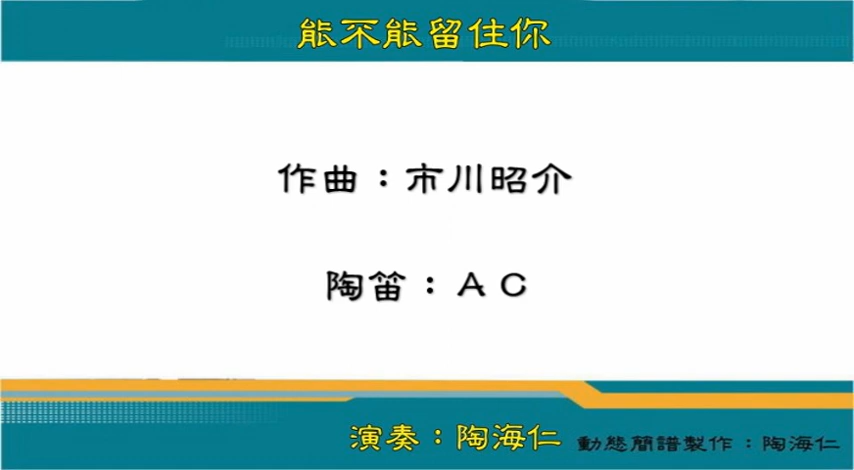 能不能留住你
作曲：市川昭介
陶笛：ＡＣ
演奏：陶海仁
動態簡譜製作：陶海仁